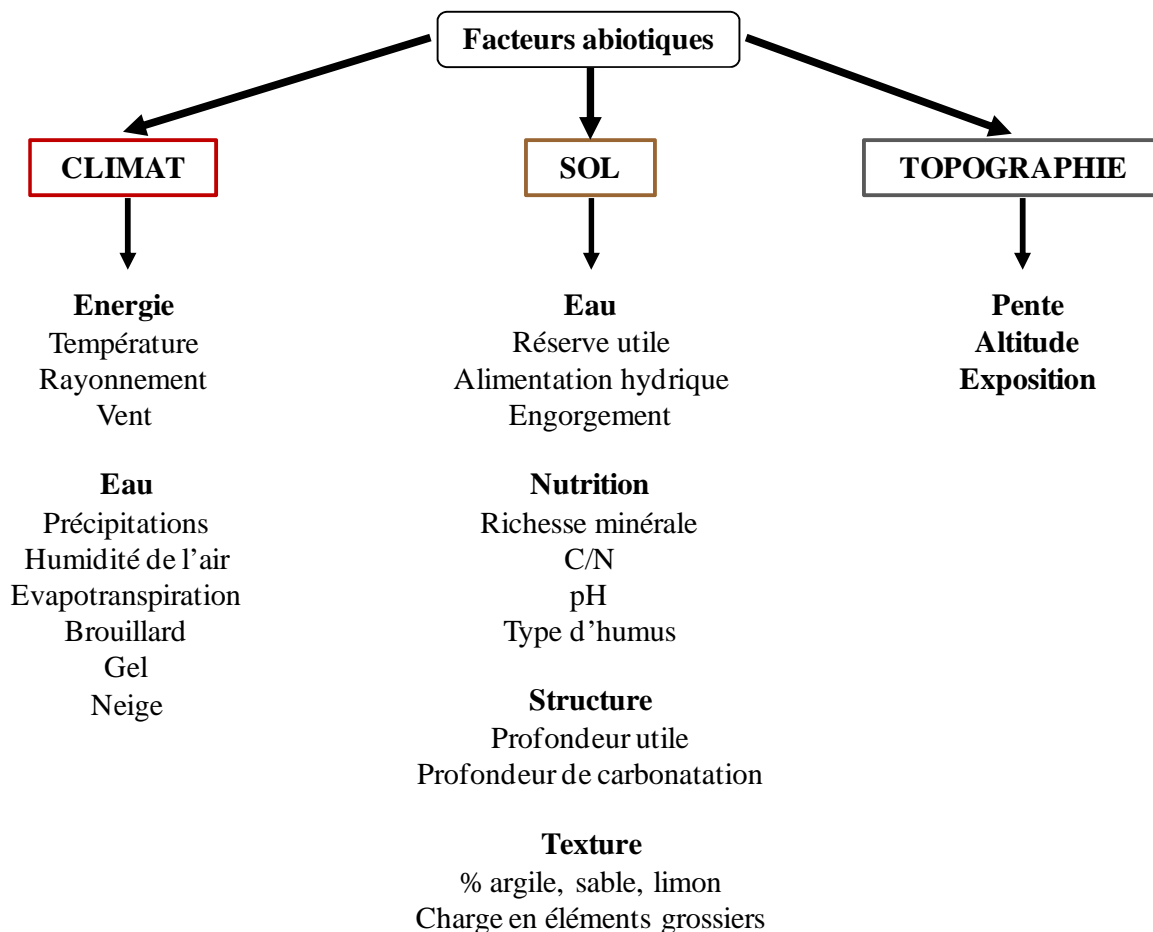 Facteurs abiotiques
CLIMAT
Energie
Température
Rayonnement
Vent
Eau
Précipitations
Humidité de l’air
Evapotranspiration
Brouillard
Gel
Neige
SOL
Eau
Réserve utile
Alimentation hydrique
Engorgement
Nutrition
Richesse minérale
C/N
pH
Type d’humus
Structure
Profondeur utile
Profondeur de carbonatation
Texture
% argile, sable, limon
Charge en éléments grossiers
TOPOGRAPHIE
Pente
Altitude
Exposition